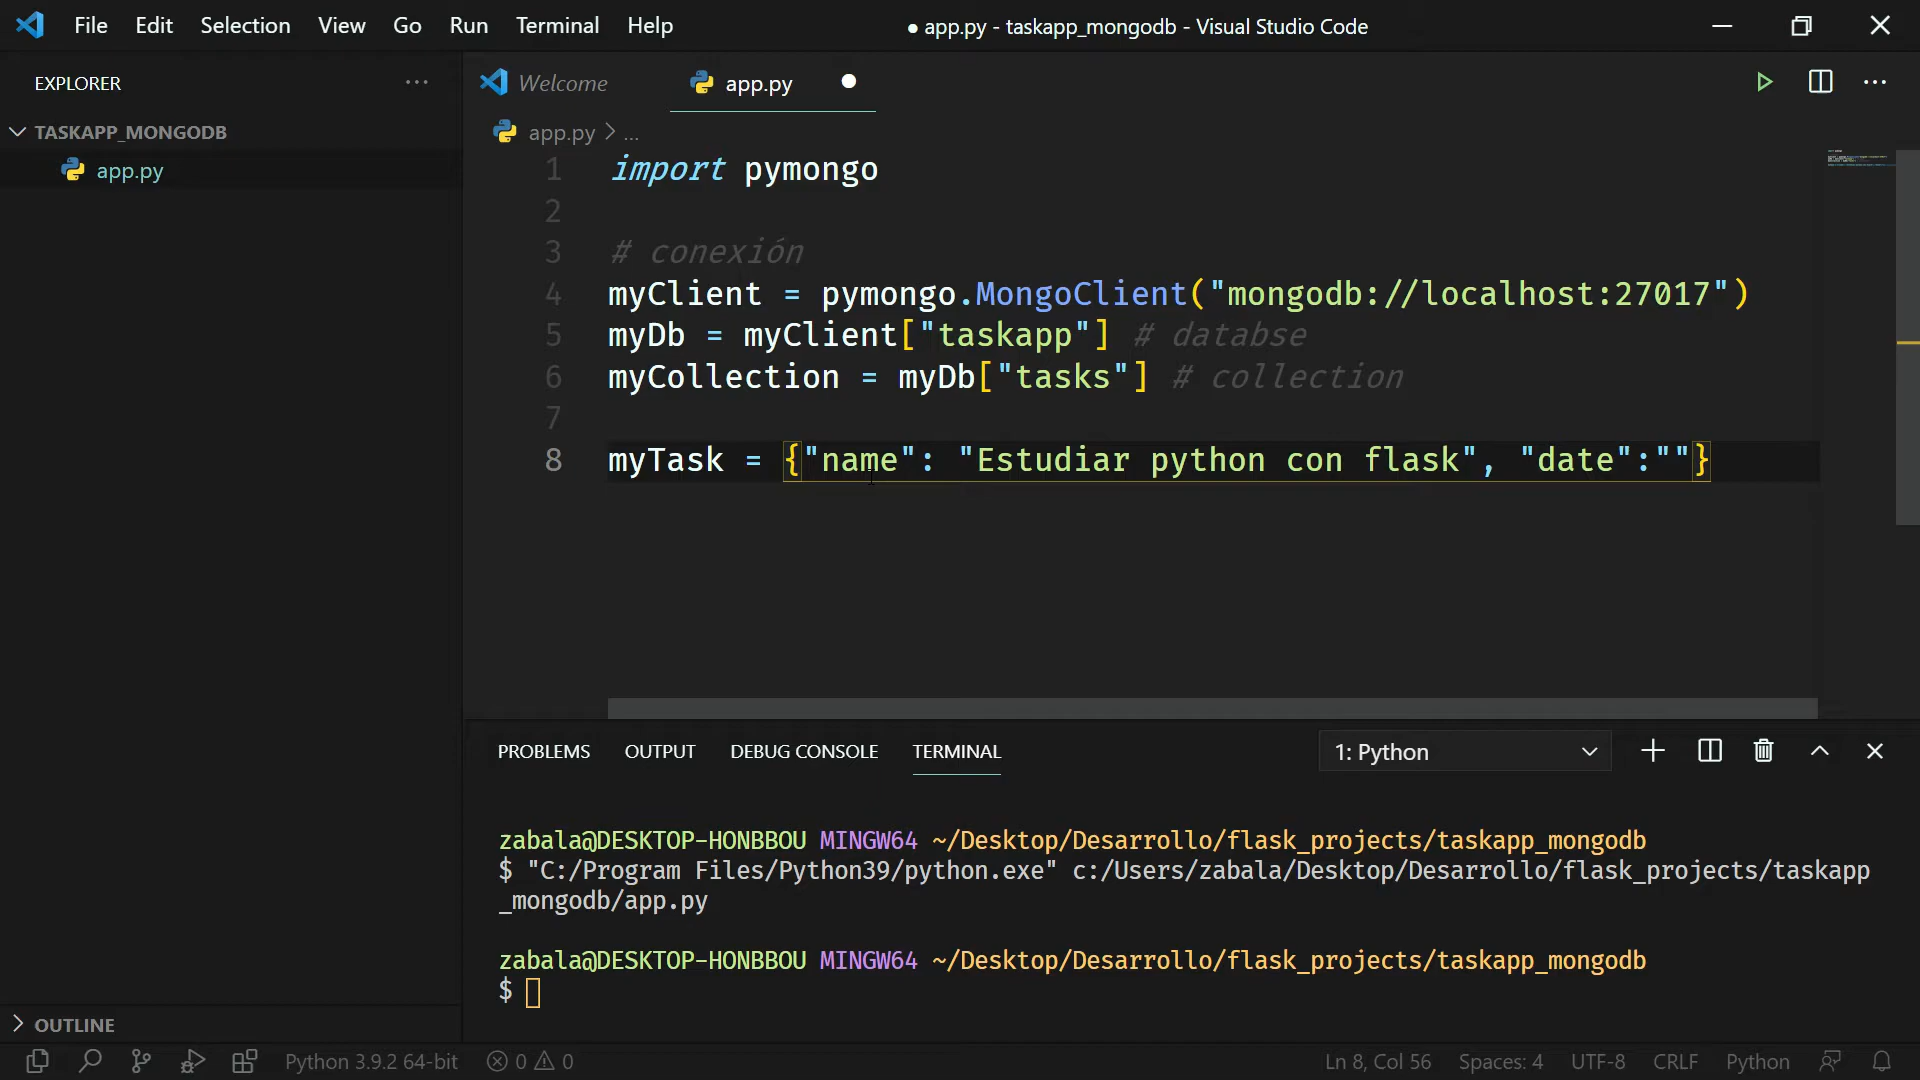 File Edit Selection View Go Run Terminal Help
● app.py - taskapp_mongodb - Visual Studio Code
EXPLORER ...
TASKAPP_MONGODB
app.py
OUTLINE
Welcome
app.py
app.py > ...
1 import pymongo
2
3 # conexión
4 myClient = pymongo.MongoClient("mongodb://localhost:27017")
5 myDb = myClient["taskapp"] # databse
6 myCollection = myDb["tasks"] # collection
7
8 myTask = {"name": "Estudiar python con flask", "date":""}
PROBLEMS OUTPUT DEBUG CONSOLE TERMINAL 1: Python
zabala@DESKTOP-HONBBOU MINGW64 ~/Desktop/Desarrollo/flask_projects/taskapp_mongodb
$ "C:/Program Files/Python39/python.exe" c:/Users/zabala/Desktop/Desarrollo/flask_projects/taskapp
_mongodb/app.py
zabala@DESKTOP-HONBBOU MINGW64 ~/Desktop/Desarrollo/flask_projects/taskapp_mongodb
$
Python 3.9.2 64-bit 0 0 Ln 8, Col 56 Spaces: 4 UTF-8 CRLF Python